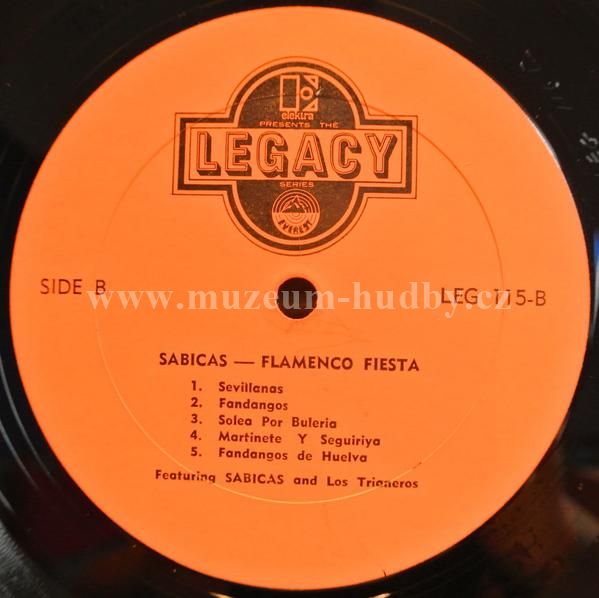 elektra
PRESENTS THE
LEGACY
SERIES
EVEREST
SIDE B
LEG 115-B
www.muzeum-hudby.cz
SABICAS — FLAMENCO FIESTA
1. Sevillanas
2. Fandangos
3. Solea Por Buleria
4. Martinete Y Seguiriya
5. Fandangos de Huelva
Featuring SABICAS and Los Trianeros